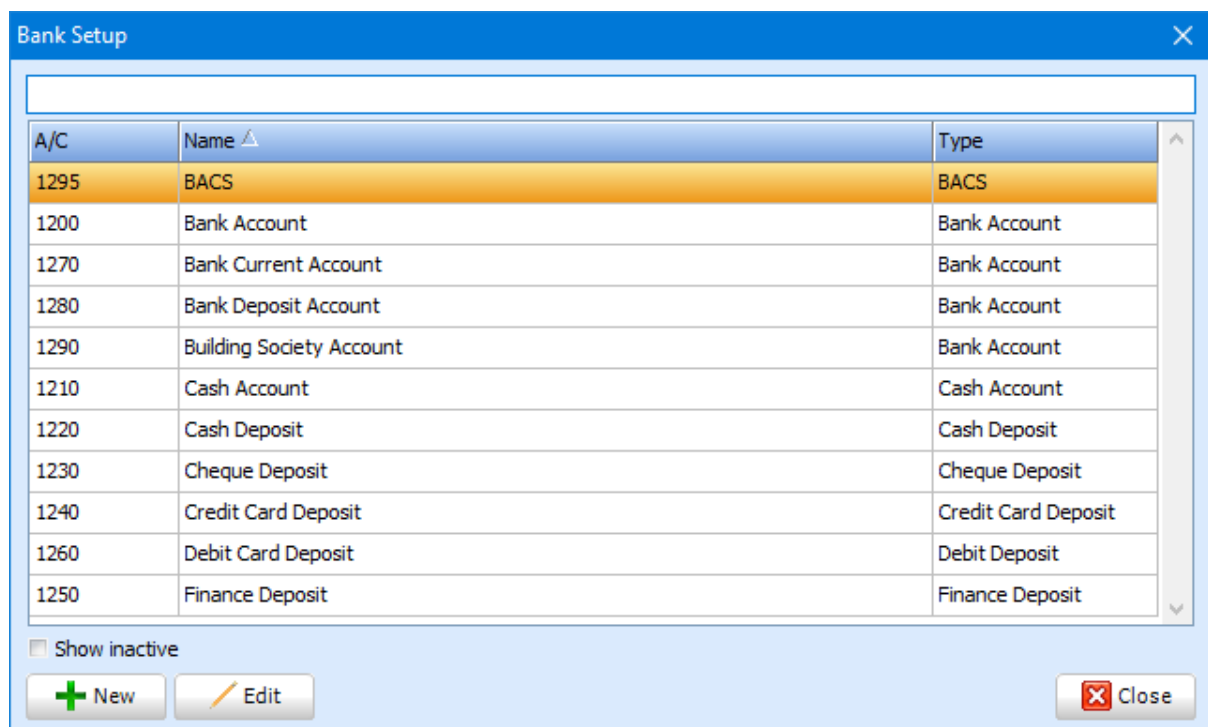 Bank Setup
A/C Name Type
1295 BACS BACS
1200 Bank Account Bank Account
1270 Bank Current Account Bank Account
1280 Bank Deposit Account Bank Account
1290 Building Society Account Bank Account
1210 Cash Account Cash Account
1220 Cash Deposit Cash Deposit
1230 Cheque Deposit Cheque Deposit
1240 Credit Card Deposit Credit Card Deposit
1260 Debit Card Deposit Debit Deposit
1250 Finance Deposit Finance Deposit
Show inactive
New Edit Close